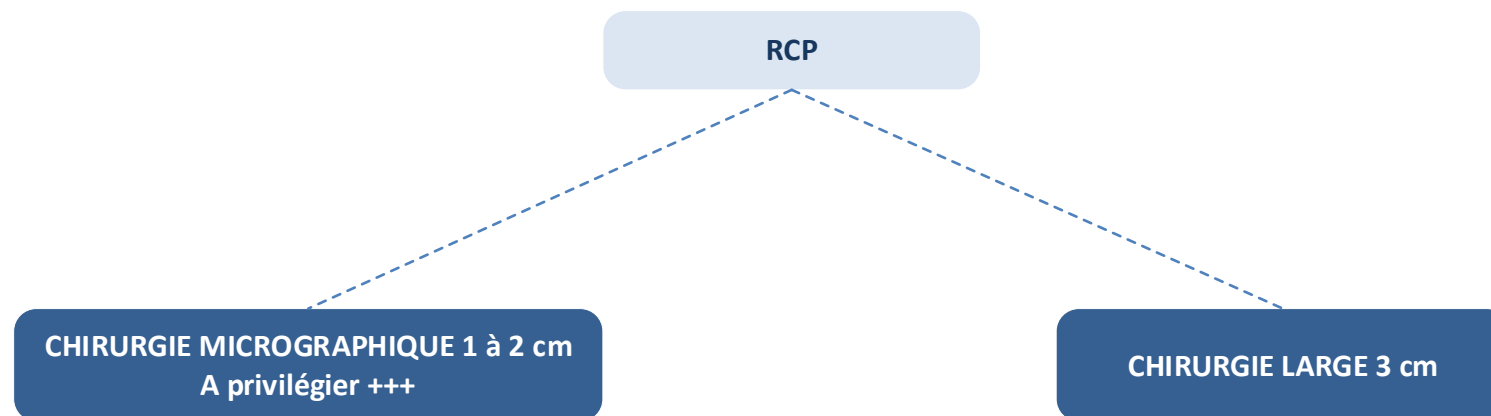 RCP
CHIRURGIE MICROGRAPHIQUE 1 à 2 cm
A privilégier +++
CHIRURGIE LARGE 3 cm